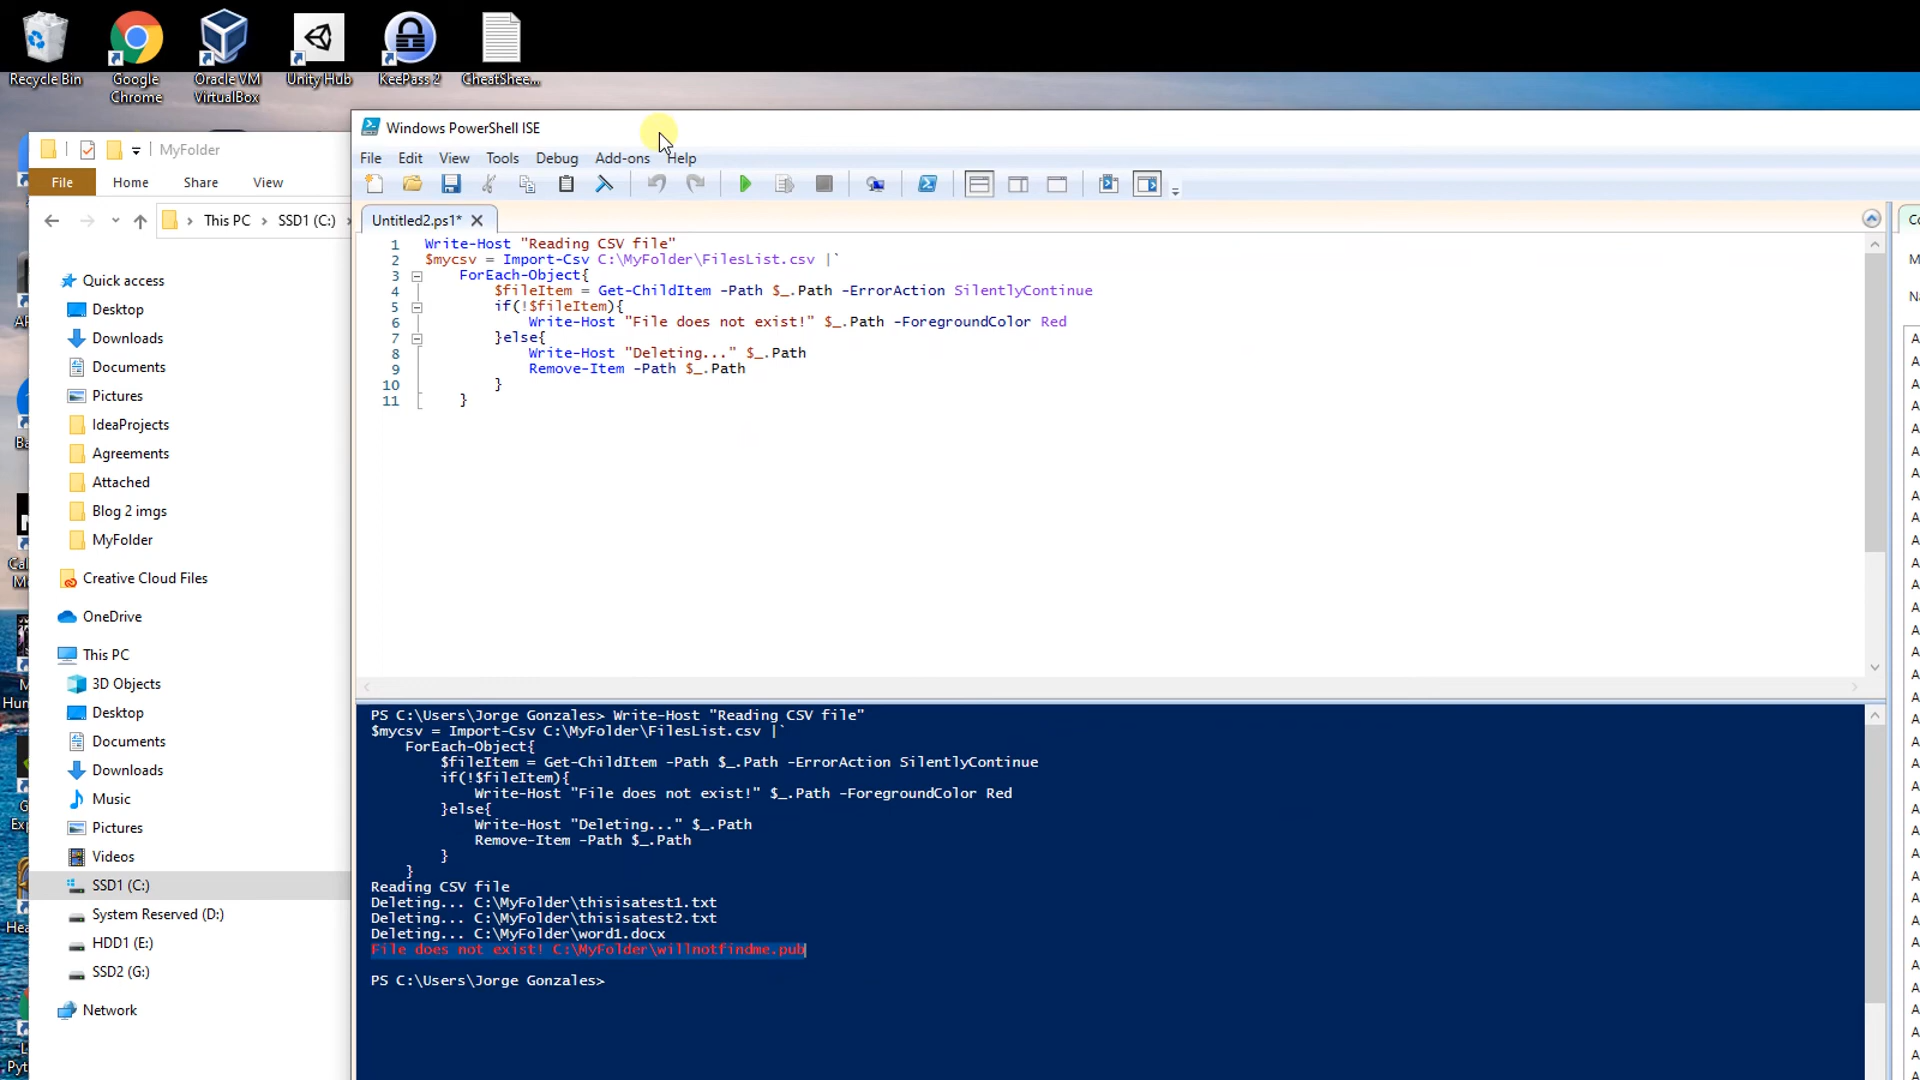 Recycle Bin
Google
Chrome
Oracle VM
VirtualBox
Unity Hub
KeePass 2
CheatShee...
MyFolder
File Home Share View
This PC > SSD1 (C:) >
Quick access
Desktop
Downloads
Documents
Pictures
IdeaProjects
Agreements
Attached
Blog 2 imgs
MyFolder
Creative Cloud Files
OneDrive
This PC
3D Objects
Desktop
Documents
Downloads
Music
Pictures
Videos
SSD1 (C:)
System Reserved (D:)
HDD1 (E:)
SSD2 (G:)
Network
Windows PowerShell ISE
File Edit View Tools Debug Add-ons Help
Untitled2.ps1*
1 Write-Host "Reading CSV file"
2 $mycsv = Import-Csv C:\MyFolder\FilesList.csv |`
3 ForEach-Object{
4 $fileItem = Get-ChildItem -Path $_.Path -ErrorAction SilentlyContinue
5 if(!$fileItem){
6 Write-Host "File does not exist!" $_.Path -ForegroundColor Red
7 }else{
8 Write-Host "Deleting..." $_.Path
9 Remove-Item -Path $_.Path
10 }
11 }
PS C:\Users\Jorge Gonzales> Write-Host "Reading CSV file"
$mycsv = Import-Csv C:\MyFolder\FilesList.csv |`
ForEach-Object{
$fileItem = Get-ChildItem -Path $_.Path -ErrorAction SilentlyContinue
if(!$fileItem){
Write-Host "File does not exist!" $_.Path -ForegroundColor Red
}else{
Write-Host "Deleting..." $_.Path
Remove-Item -Path $_.Path
}
}
Reading CSV file
Deleting... C:\MyFolder\thisisatest1.txt
Deleting... C:\MyFolder\thisisatest2.txt
Deleting... C:\MyFolder\word1.docx
File does not exist! C:\MyFolder\willnotfindme.pub
PS C:\Users\Jorge Gonzales>